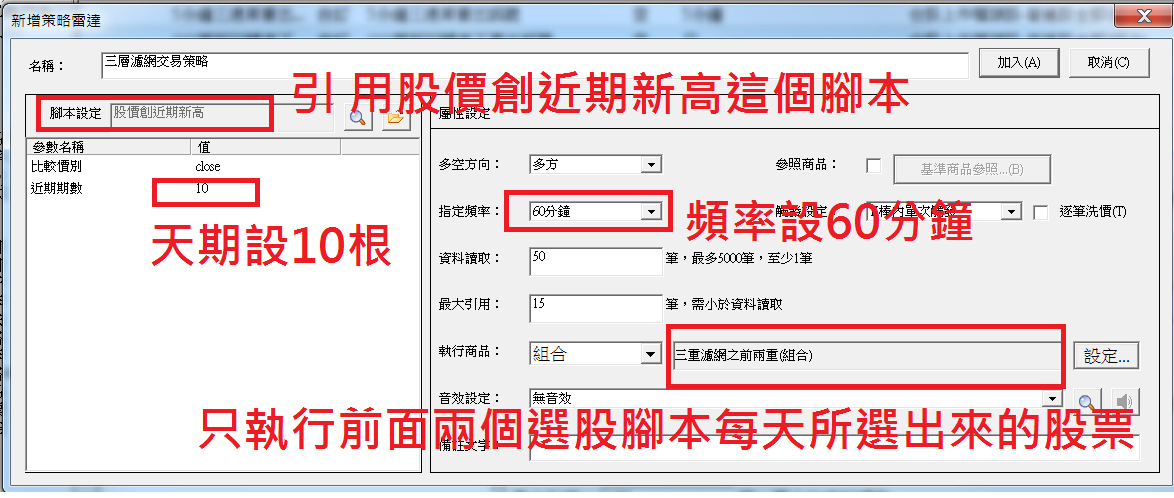 新增策略雷達
名稱：
三層濾網交易策略
加入(A)
取消(C)
引用股價創近期新高這個腳本
腳本設定
股價創近期新高
參數名稱
值
比較價別
close
近期期數
10
天期設10根
屬性設定
多空方向：
多方
參照商品：
基準商品參照...(B)
指定頻率：
60分鐘
頻率設60分鐘
逐筆洗價(T)
資料讀取：
50
筆，最多5000筆，至少1筆
最大引用：
15
筆，需小於資料讀取
執行商品：
組合
三重濾網之前兩重(組合)
設定...
音效設定：
無音效
只執行前面兩個選股腳本每天所選出來的股票